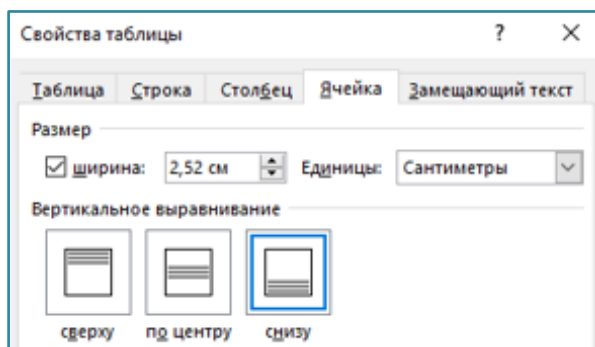 Свойства таблицы ?
Таблица Строка Столбец Ячейка Замещающий текст
Размер
ширина: 2,52 см Единицы: Сантиметры
Вертикальное выравнивание
сверху по центру снизу